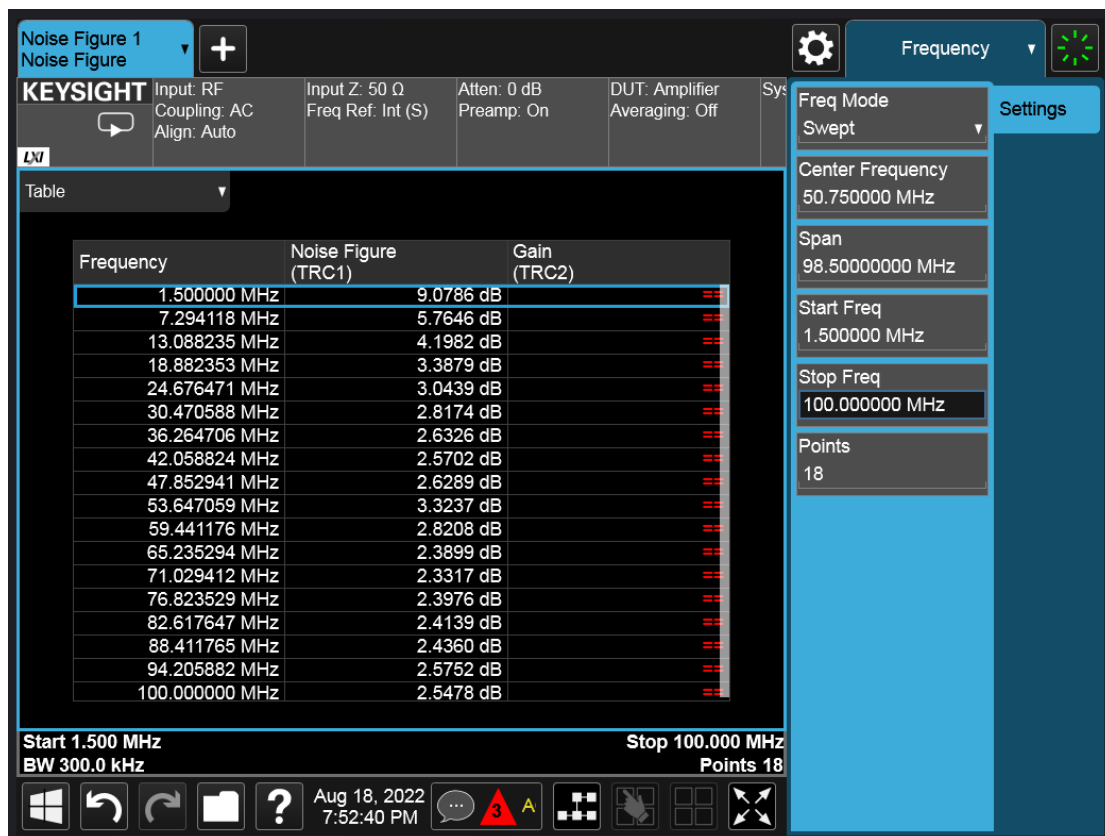 Noise Figure 1
Noise Figure
+
Frequency
KEYSIGHT
LXI
Input: RF
Coupling: AC
Align: Auto
Input Z: 50 Ω
Freq Ref: Int (S)
Atten: 0 dB
Preamp: On
DUT: Amplifier
Averaging: Off
Sys
Table
Frequency Noise Figure (TRC1) Gain (TRC2)
1.500000 MHz 9.0786 dB ==
7.294118 MHz 5.7646 dB ==
13.088235 MHz 4.1982 dB ==
18.882353 MHz 3.3879 dB ==
24.676471 MHz 3.0439 dB ==
30.470588 MHz 2.8174 dB ==
36.264706 MHz 2.6326 dB ==
42.058824 MHz 2.5702 dB ==
47.852941 MHz 2.6289 dB ==
53.647059 MHz 3.3237 dB ==
59.441176 MHz 2.8208 dB ==
65.235294 MHz 2.3899 dB ==
71.029412 MHz 2.3317 dB ==
76.823529 MHz 2.3976 dB ==
82.617647 MHz 2.4139 dB ==
88.411765 MHz 2.4360 dB ==
94.205882 MHz 2.5752 dB ==
100.000000 MHz 2.5478 dB ==
Start 1.500 MHz Stop 100.000 MHz
BW 300.0 kHz Points 18
?
Aug 18, 2022
7:52:40 PM
3
A
Settings
Freq Mode
Swept
Center Frequency
50.750000 MHz
Span
98.50000000 MHz
Start Freq
1.500000 MHz
Stop Freq
100.000000 MHz
Points
18